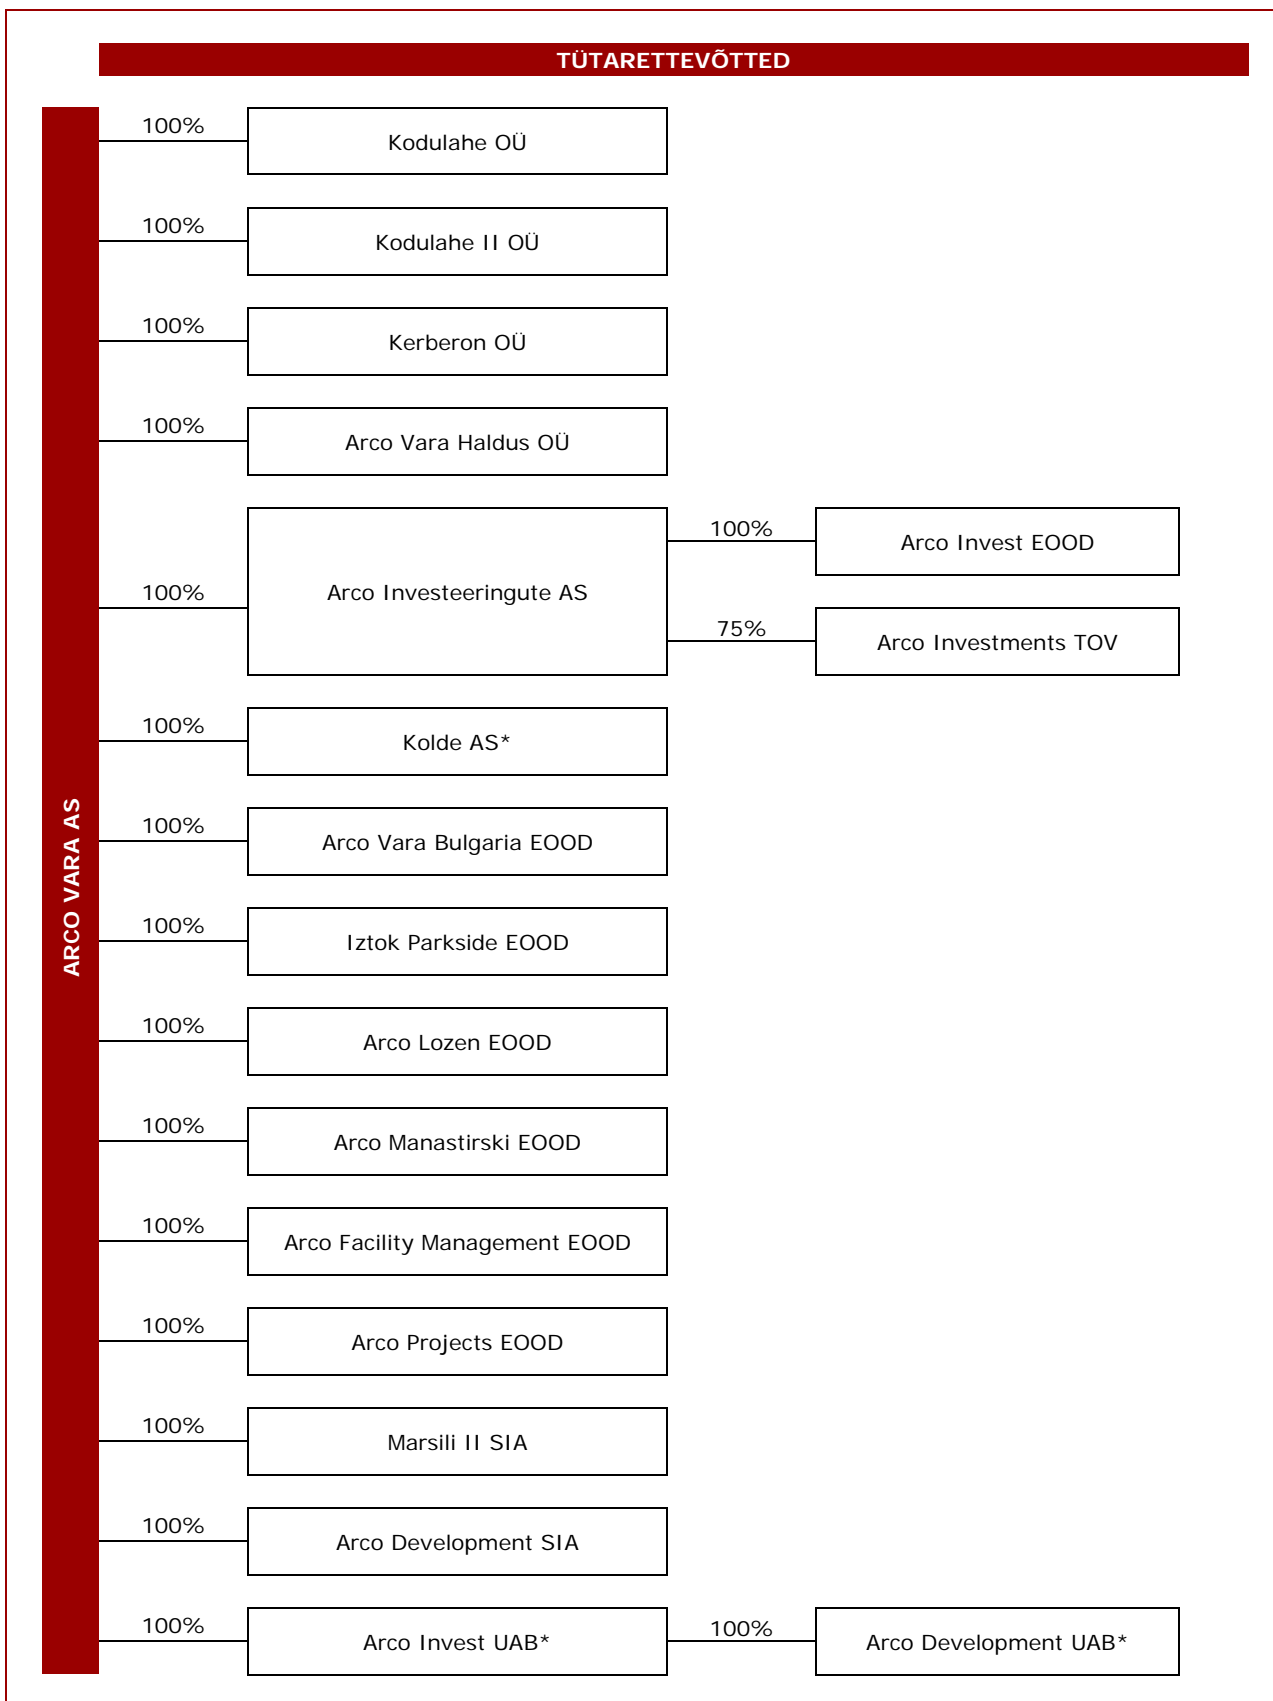 TÜTARETTEVÕTTED
ARCO VARA AS
100%
Kodulahe OÜ
100%
Kodulahe II OÜ
100%
Kerberon OÜ
100%
Arco Vara Haldus OÜ
100%
Arco Investeeringute AS
100%
Arco Invest EOOD
75%
Arco Investments TOV
100%
Kolde AS*
100%
Arco Vara Bulgaria EOOD
100%
Iztok Parkside EOOD
100%
Arco Lozen EOOD
100%
Arco Manastirski EOOD
100%
Arco Facility Management EOOD
100%
Arco Projects EOOD
100%
Marsili II SIA
100%
Arco Development SIA
100%
Arco Invest UAB*
100%
Arco Development UAB*